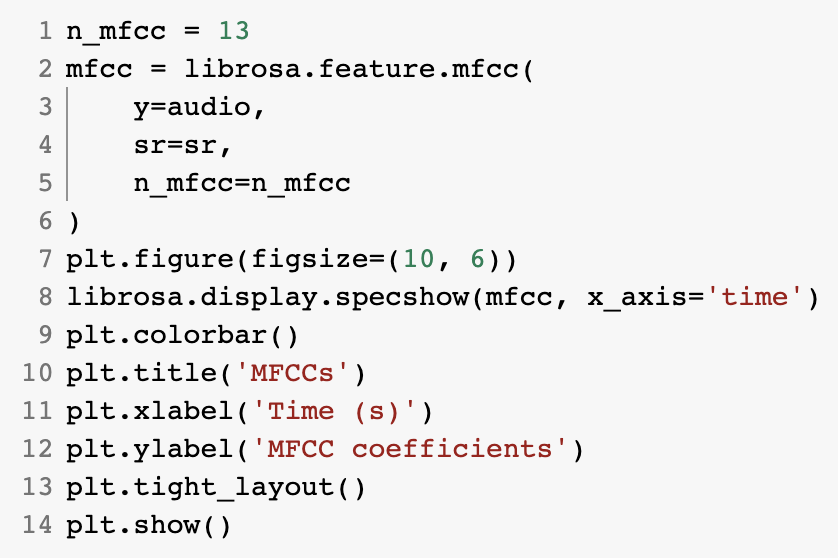 1 n_mfcc = 13
2 mfcc = librosa.feature.mfcc(
3     y=audio,
4     sr=sr,
5     n_mfcc=n_mfcc
6 )
7 plt.figure(figsize=(10, 6))
8 librosa.display.specshow(mfcc, x_axis='time')
9 plt.colorbar()
10 plt.title('MFCCs')
11 plt.xlabel('Time (s)')
12 plt.ylabel('MFCC coefficients')
13 plt.tight_layout()
14 plt.show()